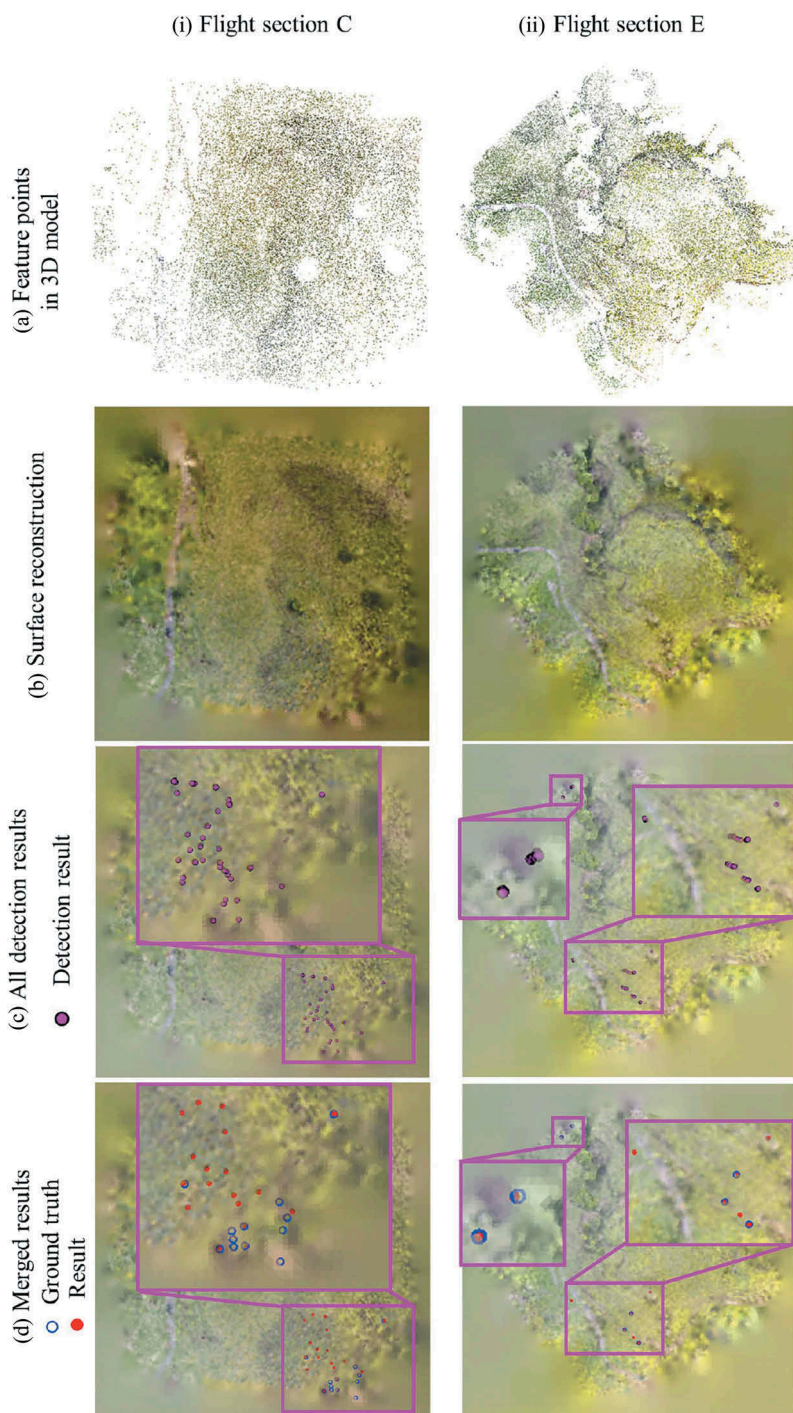 (i) Flight section C
(ii) Flight section E
(a) Feature points
in 3D model
(b) Surface reconstruction
(c) All detection results
Detection result
(d) Merged results
Ground truth
Result